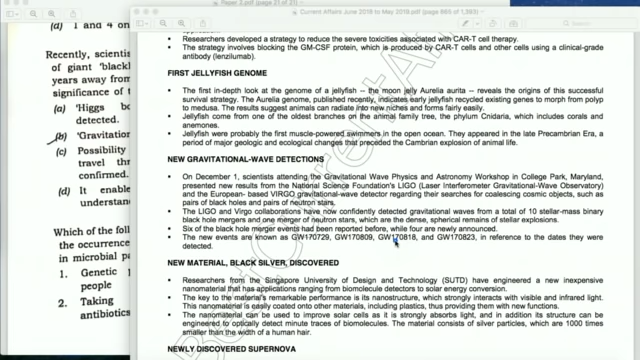 Paper 2.pdf (page 21 of 21)
Current Affairs June 2018 to May 2019.pdf (page 665 of 1,393)
(d) 1 and 4 on
Recently, scientis
of giant 'black
years away from
significance of t
(a) 'Higgs bo
detected.
(b) 'Gravitation
(c) Possibility
travel thr
confirmed.
(d) It enable
understan
Which of the foll
the occurrence
in microbial pa
1. Genetic p
people
2. Taking
antibiotics
application.
• Researchers developed a strategy to reduce the severe toxicities associated with CAR-T cell therapy.
• The strategy involves blocking the GM-CSF protein, which is produced by CAR-T cells and other cells using a clinical-grade
antibody (lenzilumab).
FIRST JELLYFISH GENOME
• The first in-depth look at the genome of a jellyfish -- the moon jelly Aurelia aurita -- reveals the origins of this successful
survival strategy. The Aurelia genome, published recently, indicates early jellyfish recycled existing genes to morph from polyp
to medusa. The results suggest animals can radiate into new niches and forms fairly easily.
• Jellyfish come from one of the oldest branches on the animal family tree, the phylum Cnidaria, which includes corals and
anemones.
• Jellyfish were probably the first muscle-powered swimmers in the open ocean. They appeared in the late Precambrian Era, a
period of major geologic and ecological changes that preceded the Cambrian explosion of animal life.
NEW GRAVITATIONAL-WAVE DETECTIONS
• On December 1, scientists attending the Gravitational Wave Physics and Astronomy Workshop in College Park, Maryland,
presented new results from the National Science Foundation's LIGO (Laser Interferometer Gravitational-Wave Observatory)
and the European-based VIRGO gravitational-wave detector regarding their searches for coalescing cosmic objects, such as
pairs of black holes and pairs of neutron stars.
• The LIGO and Virgo collaborations have now confidently detected gravitational waves from a total of 10 stellar-mass binary
black hole mergers and one merger of neutron stars, which are the dense, spherical remains of stellar explosions.
• Six of the black hole merger events had been reported before, while four are newly announced.
• The new events are known as GW170729, GW170809, GW170818, and GW170823, in reference to the dates they were
detected.
NEW MATERIAL, BLACK SILVER, DISCOVERED
• Researchers from the Singapore University of Design and Technology (SUTD) have engineered a new inexpensive
nanomaterial that has applications ranging from biomolecule detectors to solar energy conversion.
• The key to the material's remarkable performance is its nanostructure, which strongly interacts with visible and infrared light.
This nanomaterial is easily coated onto other materials, including plastics, thus providing them with new functions.
• The nanomaterial can be used to improve solar cells as it strongly absorbs light, and in addition its structure can be
engineered to optically detect minute traces of biomolecules. The material consists of silver particles, which are 1000 times
smaller than the width of a human hair.
NEWLY DISCOVERED SUPERNOVA